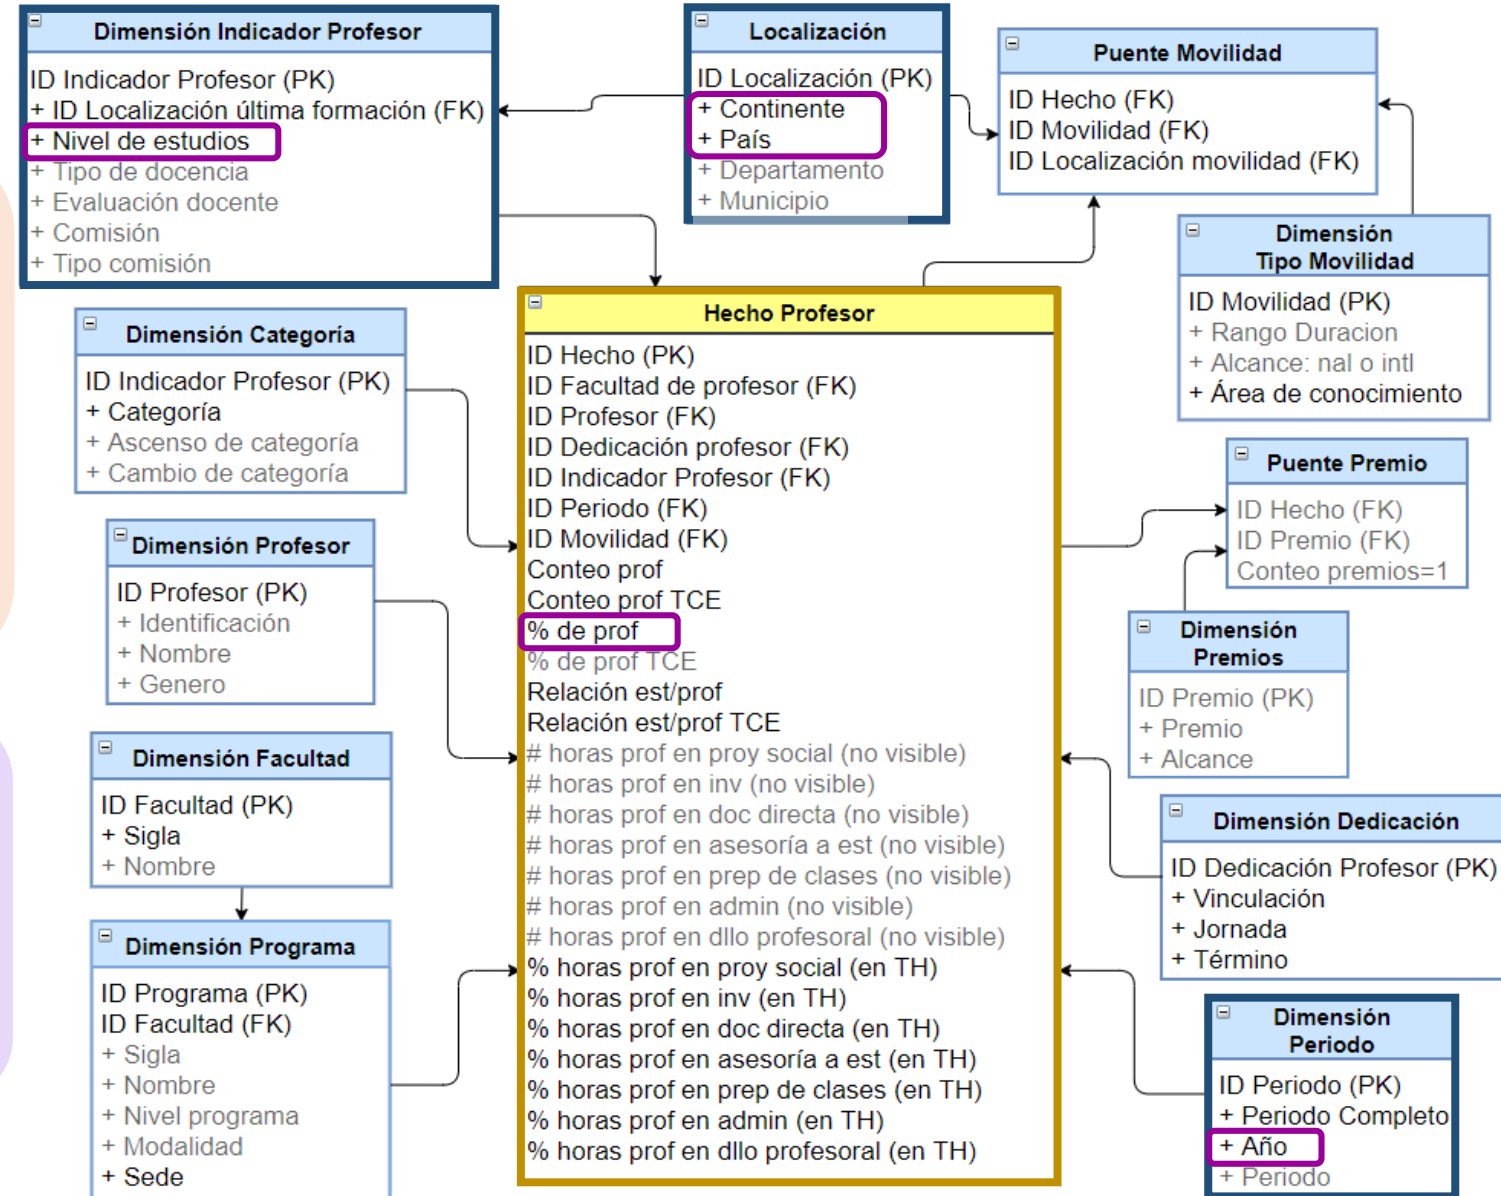 Dimensión Indicador Profesor
ID Indicador Profesor (PK)
+ ID Localización última formación (FK)
+ Nivel de estudios
+ Tipo de docencia
+ Evaluación docente
+ Comisión
+ Tipo comisión
Localización
ID Localización (PK)
+ Continente
+ País
+ Departamento
+ Municipio
Puente Movilidad
ID Hecho (FK)
ID Movilidad (FK)
ID Localización movilidad (FK)
Dimensión
Tipo Movilidad
ID Movilidad (PK)
+ Rango Duracion
+ Alcance: nal o intl
+ Área de conocimiento
Dimensión Categoría
ID Indicador Profesor (PK)
+ Categoría
+ Ascenso de categoría
+ Cambio de categoría
Hecho Profesor
ID Hecho (PK)
ID Facultad de profesor (FK)
ID Profesor (FK)
ID Dedicación profesor (FK)
ID Indicador Profesor (FK)
ID Periodo (FK)
ID Movilidad (FK)
Conteo prof
Conteo prof TCE
% de prof
% de prof TCE
Relación est/prof
Relación est/prof TCE
# horas prof en proy social (no visible)
# horas prof en inv (no visible)
# horas prof en doc directa (no visible)
# horas prof en asesoría a est (no visible)
# horas prof en prep de clases (no visible)
# horas prof en admin (no visible)
# horas prof en dllo profesoral (no visible)
% horas prof en proy social (en TH)
% horas prof en inv (en TH)
% horas prof en doc directa (en TH)
% horas prof en asesoría a est (en TH)
% horas prof en prep de clases (en TH)
% horas prof en admin (en TH)
% horas prof en dllo profesoral (en TH)
Puente Premio
ID Hecho (FK)
ID Premio (FK)
Conteo premios=1
Dimensión Profesor
ID Profesor (PK)
+ Identificación
+ Nombre
+ Genero
Dimensión
Premios
ID Premio (PK)
+ Premio
+ Alcance
Dimensión Facultad
ID Facultad (PK)
+ Sigla
+ Nombre
Dimensión Dedicación
ID Dedicación Profesor (PK)
+ Vinculación
+ Jornada
+ Término
Dimensión Programa
ID Programa (PK)
ID Facultad (FK)
+ Sigla
+ Nombre
+ Nivel programa
+ Modalidad
+ Sede
Dimensión
Periodo
ID Periodo (PK)
+ Periodo Completo
+ Año
+ Periodo